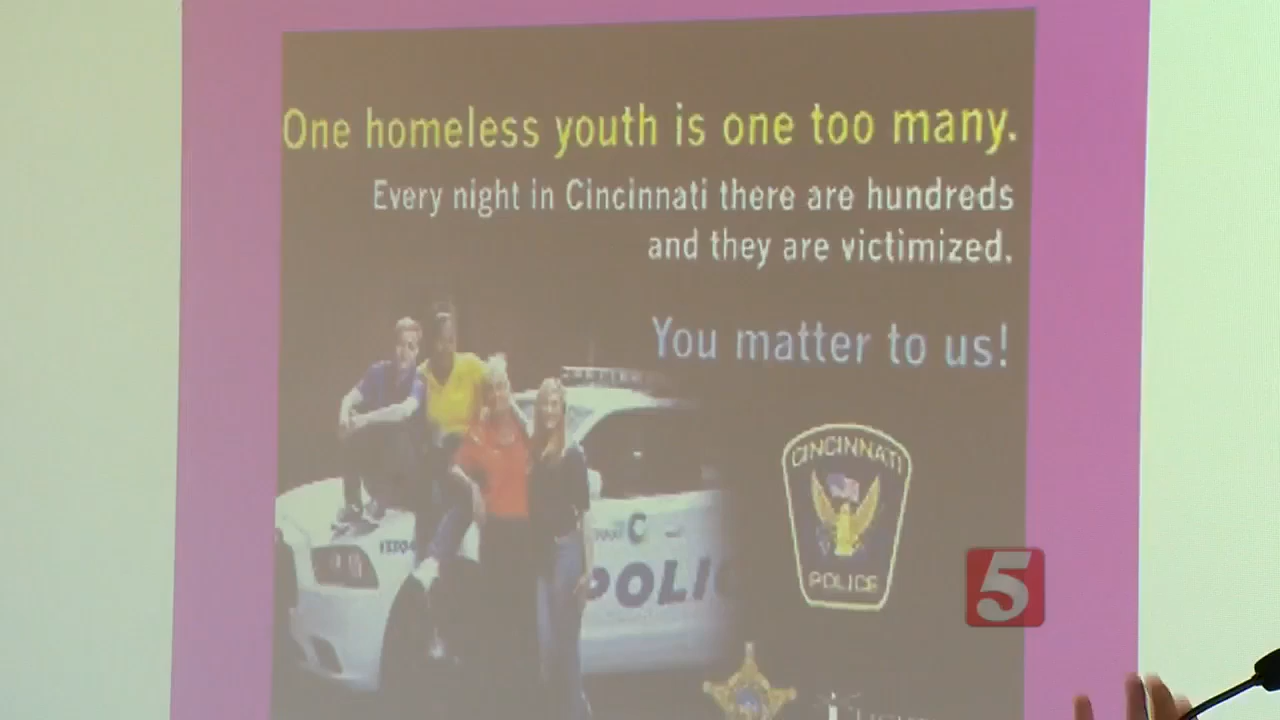 One homeless youth is one too many.
Every night in Cincinnati there are hundreds
and they are victimized.
You matter to us!
CINCINNATI
POLICE
POLIC
5